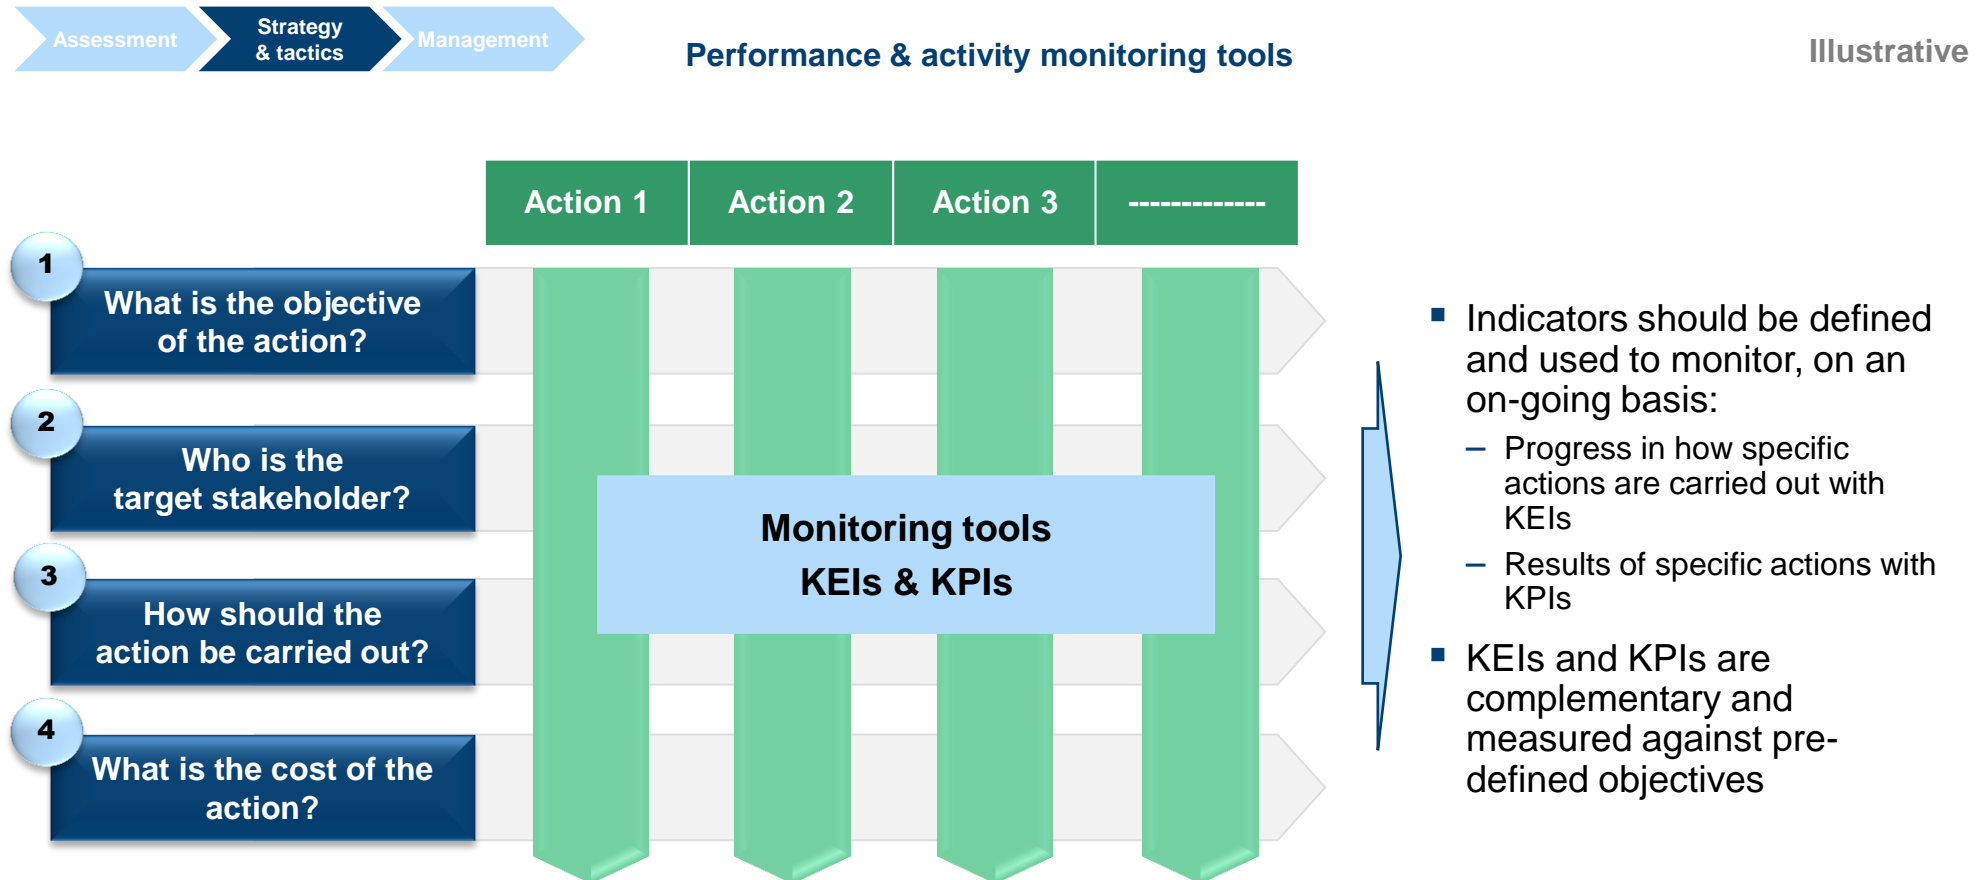 Assessment
Strategy
& tactics
Management
Performance & activity monitoring tools
Illustrative
Action 1
Action 2
Action 3
-------------
1
What is the objective
of the action?
2
Who is the
target stakeholder?
3
How should the
action be carried out?
4
What is the cost of the
action?
Monitoring tools
KEIs & KPIs
▪ Indicators should be defined
and used to monitor, on an
on-going basis:
– Progress in how specific
actions are carried out with
KEIs
– Results of specific actions with
KPIs
▪ KEIs and KPIs are
complementary and
measured against pre-
defined objectives